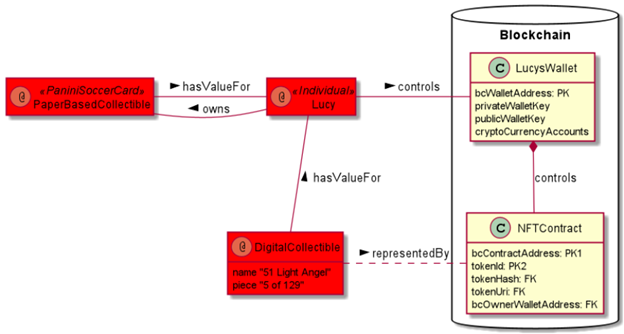 Blockchain
C LucysWallet
bcWalletAddress: PK
privateWalletKey
publicWalletKey
cryptoCurrencyAccounts
@ «PaniniSoccerCard»
PaperBasedCollectible
hasValueFor
owns
@ «Individual»
Lucy
controls
hasValueFor
controls
@ DigitalCollectible
name "51 Light Angel"
piece "5 of 129"
representedBy
C NFTContract
bcContractAddress: PK1
tokenId: PK2
tokenHash: FK
tokenUri: FK
bcOwnerWalletAddress: FK